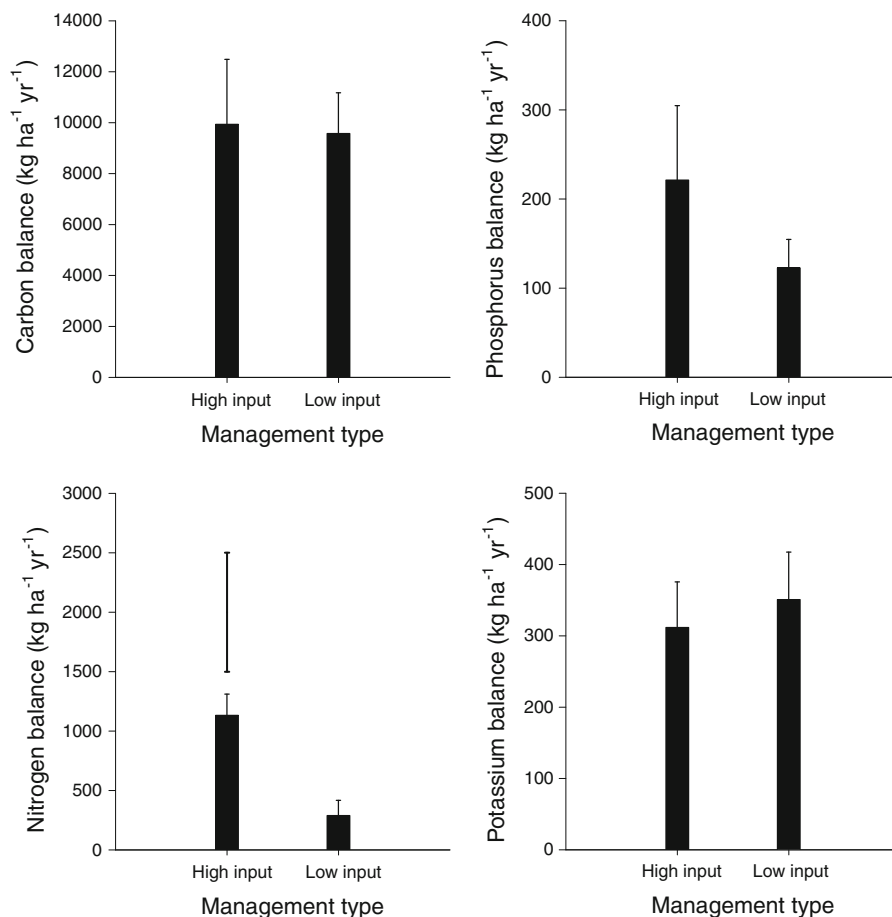 Carbon balance (kg ha-1 yr-1)
14000
12000
10000
8000
6000
4000
2000
0
High input Low input
Management type
Phosphorus balance (kg ha-1 yr-1)
400
300
200
100
0
High input Low input
Management type
Nitrogen balance (kg ha-1 yr-1)
3000
2500
2000
1500
1000
500
0
High input Low input
Management type
Potassium balance (kg ha-1 yr-1)
500
400
300
200
100
0
High input Low input
Management type